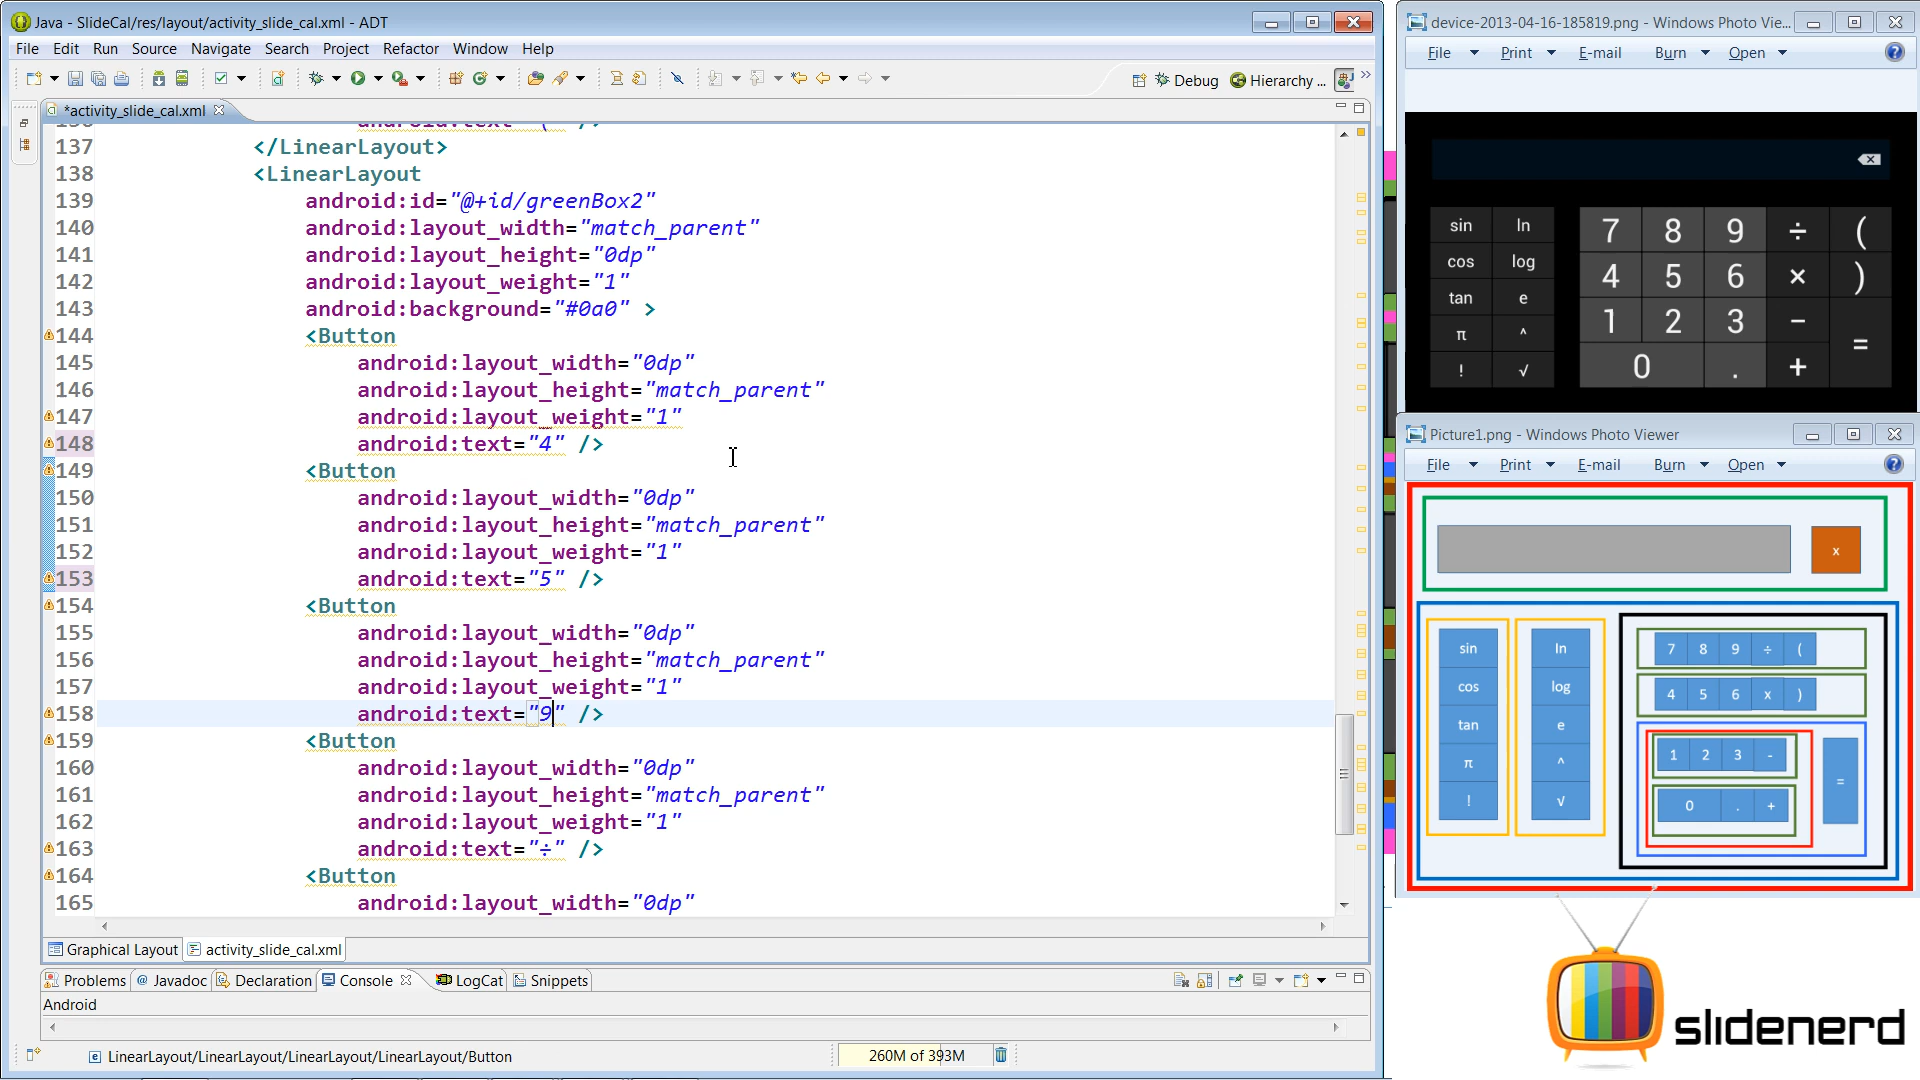 Java - SlideCal/res/layout/activity_slide_cal.xml - ADT
File Edit Run Source Navigate Search Project Refactor Window Help
Debug Hierarchy ...
*activity_slide_cal.xml
137 </LinearLayout>
138 <LinearLayout
139 android:id="@+id/greenBox2"
140 android:layout_width="match_parent"
141 android:layout_height="0dp"
142 android:layout_weight="1"
143 android:background="#0a0" >
144 <Button
145 android:layout_width="0dp"
146 android:layout_height="match_parent"
147 android:layout_weight="1"
148 android:text="4" />
149 <Button
150 android:layout_width="0dp"
151 android:layout_height="match_parent"
152 android:layout_weight="1"
153 android:text="5" />
154 <Button
155 android:layout_width="0dp"
156 android:layout_height="match_parent"
157 android:layout_weight="1"
158 android:text="9" />
159 <Button
160 android:layout_width="0dp"
161 android:layout_height="match_parent"
162 android:layout_weight="1"
163 android:text="÷" />
164 <Button
165 android:layout_width="0dp"
Graphical Layout activity_slide_cal.xml
Problems @ Javadoc Declaration Console LogCat Snippets
Android
LinearLayout/LinearLayout/LinearLayout/LinearLayout/Button
260M of 393M
device-2013-04-16-185819.png - Windows Photo Vie...
File Print E-mail Burn Open
sin ln 7 8 9 ÷ (
cos log 4 5 6 × )
tan e 1 2 3 −
π ^ =
! √ 0 . +
Picture1.png - Windows Photo Viewer
File Print E-mail Burn Open
x
sin ln 7 8 9 ÷ (
cos log 4 5 6 x )
tan e 1 2 3 -
π ^ =
! √ 0 . +
slidenerd